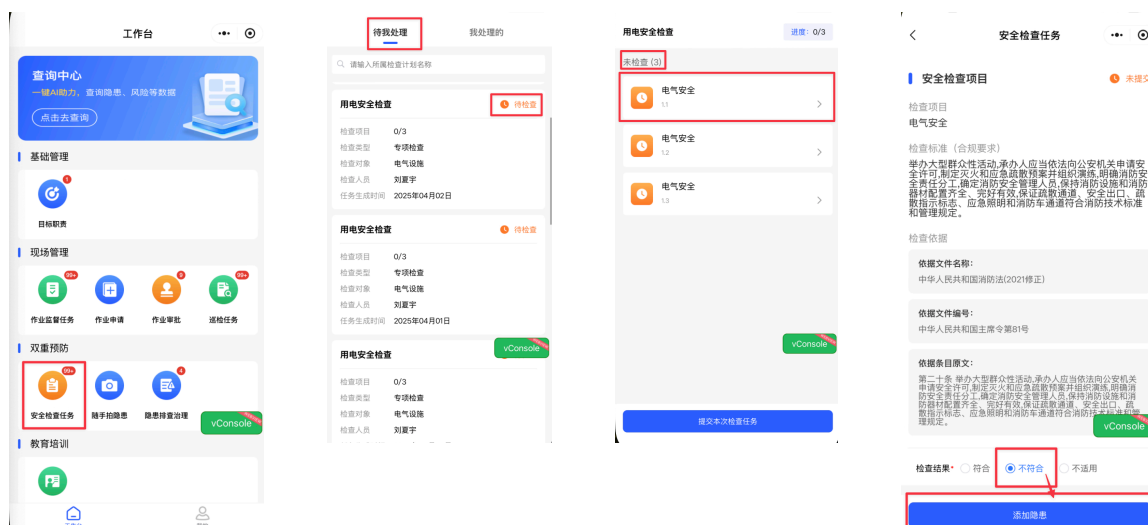 工作台
查询中心
一键AI助力，查询隐患、风险等数据
点击去查询
基础管理
1
目标职责
现场管理
99+
9
99+
作业监督任务
作业申请
作业审批
巡检任务
双重预防
99+
4
安全检查任务
随手拍隐患
隐患排查治理
vConsole
教育培训
工作台
待我处理
我处理的
请输入所属检查计划名称
用电安全检查
待检查
检查项目 0/3
检查类型 专项检查
检查对象 电气设施
检查人员 刘夏宇
任务生成时间 2025年04月02日
用电安全检查
待检查
检查项目 0/3
检查类型 专项检查
检查对象 电气设施
检查人员 刘夏宇
任务生成时间 2025年04月01日
用电安全检查
vConsole
检查项目 0/3
检查类型 专项检查
检查对象 电气设施
检查人员 刘夏宇
用电安全检查
进度：0/3
未检查 (3)
电气安全
1.1
电气安全
1.2
电气安全
1.3
vConsole
提交本次检查任务
安全检查任务
安全检查项目
未提交
检查项目
电气安全
检查标准（合规要求）
举办大型群众性活动,承办人应当依法向公安机关申请安
全许可,制定灭火和应急疏散预案并组织演练,明确消防安
全责任分工,确定消防安全管理人员,保持消防设施和消防
器材配置齐全、完好有效,保证疏散通道、安全出口、疏
散指示标志、应急照明和消防车通道符合消防技术标准
和管理规定。
检查依据
依据文件名称：
中华人民共和国消防法(2021修正)
依据文件编号：
中华人民共和国主席令第81号
依据条目原文：
第二十条 举办大型群众性活动,承办人应当依法向公安机关
申请安全许可,制定灭火和应急疏散预案并组织演练,明确消
防安全责任分工,确定消防安全管理人员,保持消防设施和消
防器材配置齐全、完好有效,保证疏散通道、安全出口、疏
散指示标志、应急照明和消防车通道符合消防技术标准和管
理规定。
vConsole
检查结果* 符合 不符合 不适用
添加隐患